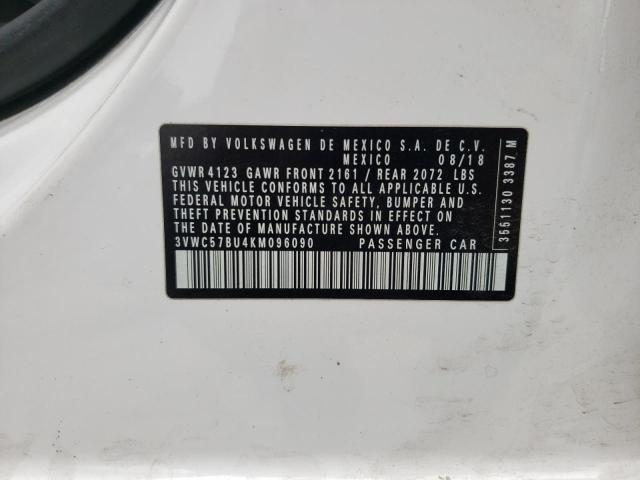 MFD BY VOLKSWAGEN DE MEXICO S.A. DE C.V.
MEXICO 08/18
GVWR 4123 GAWR FRONT 2161 / REAR 2072 LBS
THIS VEHICLE CONFORMS TO ALL APPLICABLE U.S.
FEDERAL MOTOR VEHICLE SAFETY, BUMPER AND
THEFT PREVENTION STANDARDS IN EFFECT ON THE
DATE OF MANUFACTURE SHOWN ABOVE.
3VWC57BU4KM096090 PASSENGER CAR
3551130 3387 M